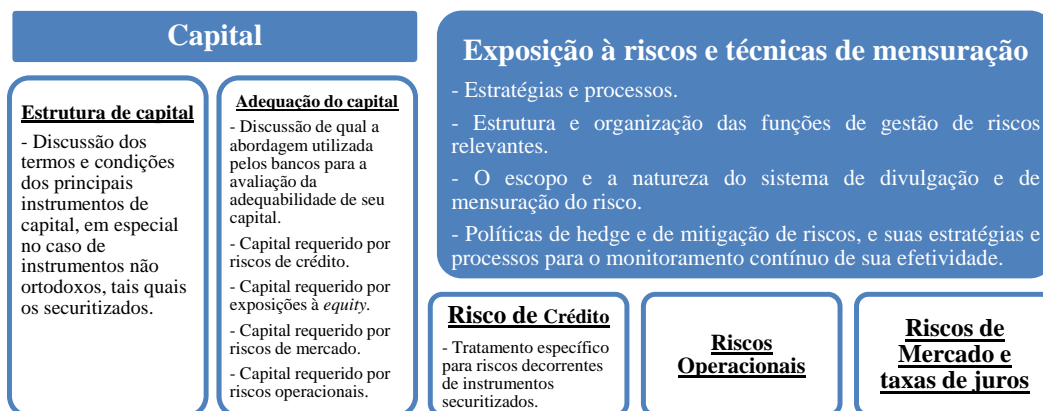 Capital
Estrutura de capital
- Discussão dos
termos e condições
dos principais
instrumentos de
capital, em especial
no caso de
instrumentos não
ortodoxos, tais quais
os securitizados.
Adequação do capital
- Discussão de qual a
abordagem utilizada
pelos bancos para a
avaliação da
adequabilidade de seu
capital.
- Capital requerido por
riscos de crédito.
- Capital requerido por
exposições à equity.
- Capital requerido por
riscos de mercado.
- Capital requerido por
riscos operacionais.
Exposição à riscos e técnicas de mensuração
- Estratégias e processos.
- Estrutura e organização das funções de gestão de riscos
relevantes.
- O escopo e a natureza do sistema de divulgação e de
mensuração do risco.
- Políticas de hedge e de mitigação de riscos, e suas estratégias e
processos para o monitoramento contínuo de sua efetividade.
Risco de Crédito
- Tratamento específico
para riscos decorrentes
de instrumentos
securitizados.
Riscos
Operacionais
Riscos de
Mercado e
taxas de juros